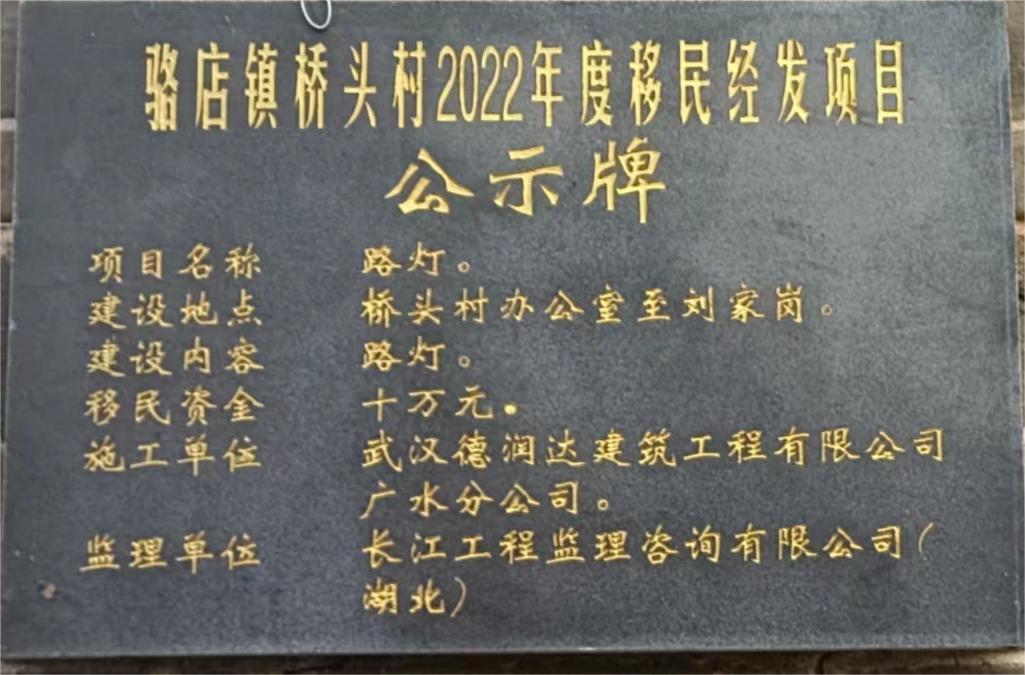 骆店镇桥头村2022年度移民经发项目
公示牌
项目名称 路灯。
建设地点 桥头村办公室至刘家岗。
建设内容 路灯。
移民资金 十万元。
施工单位 武汉德润达建筑工程有限公司
广水分公司。
监理单位 长江工程监理咨询有限公司(
湖北)